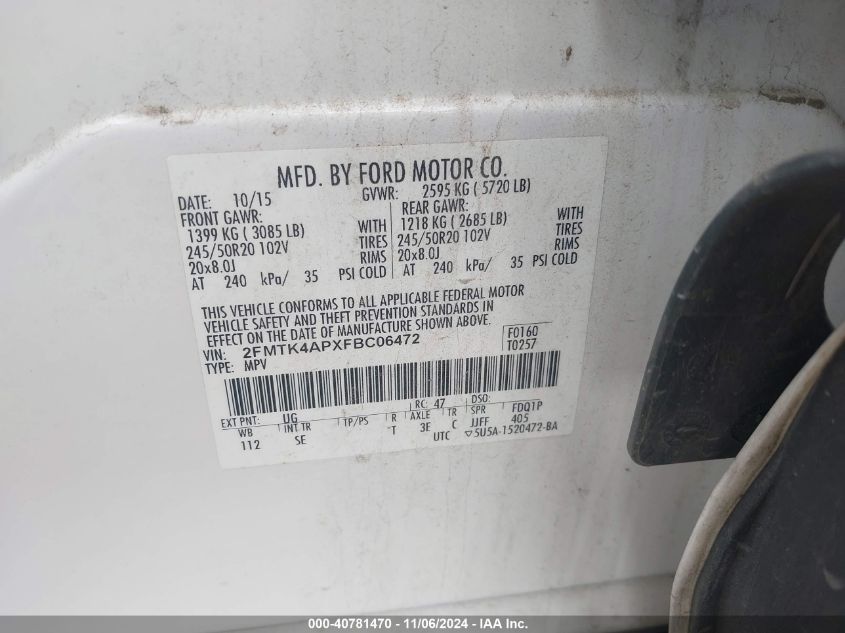 MFD. BY FORD MOTOR CO.
DATE: 10/15 GVWR: 2595 KG ( 5720 LB)
FRONT GAWR: REAR GAWR:
1399 KG ( 3085 LB) WITH 1218 KG ( 2685 LB) WITH
245/50R20 102V TIRES 245/50R20 102V TIRES
20x8.0J RIMS 20x8.0J RIMS
AT 240 kPa/ 35 PSI COLD AT 240 kPa/ 35 PSI COLD
THIS VEHICLE CONFORMS TO ALL APPLICABLE FEDERAL MOTOR
VEHICLE SAFETY AND THEFT PREVENTION STANDARDS IN
EFFECT ON THE DATE OF MANUFACTURE SHOWN ABOVE.
VIN: 2FMTK4APXFBC06472 F0160
TYPE: MPV T0257
EXT PNT: UG RC: 47 DSO: FDQ1P
WB INT TR TP/PS R AXLE TR SPR 405
112 SE T 3E C JJFF
UTC ▽5U5A-1520472-BA
000-40781470 - 11/06/2024 - IAA Inc.